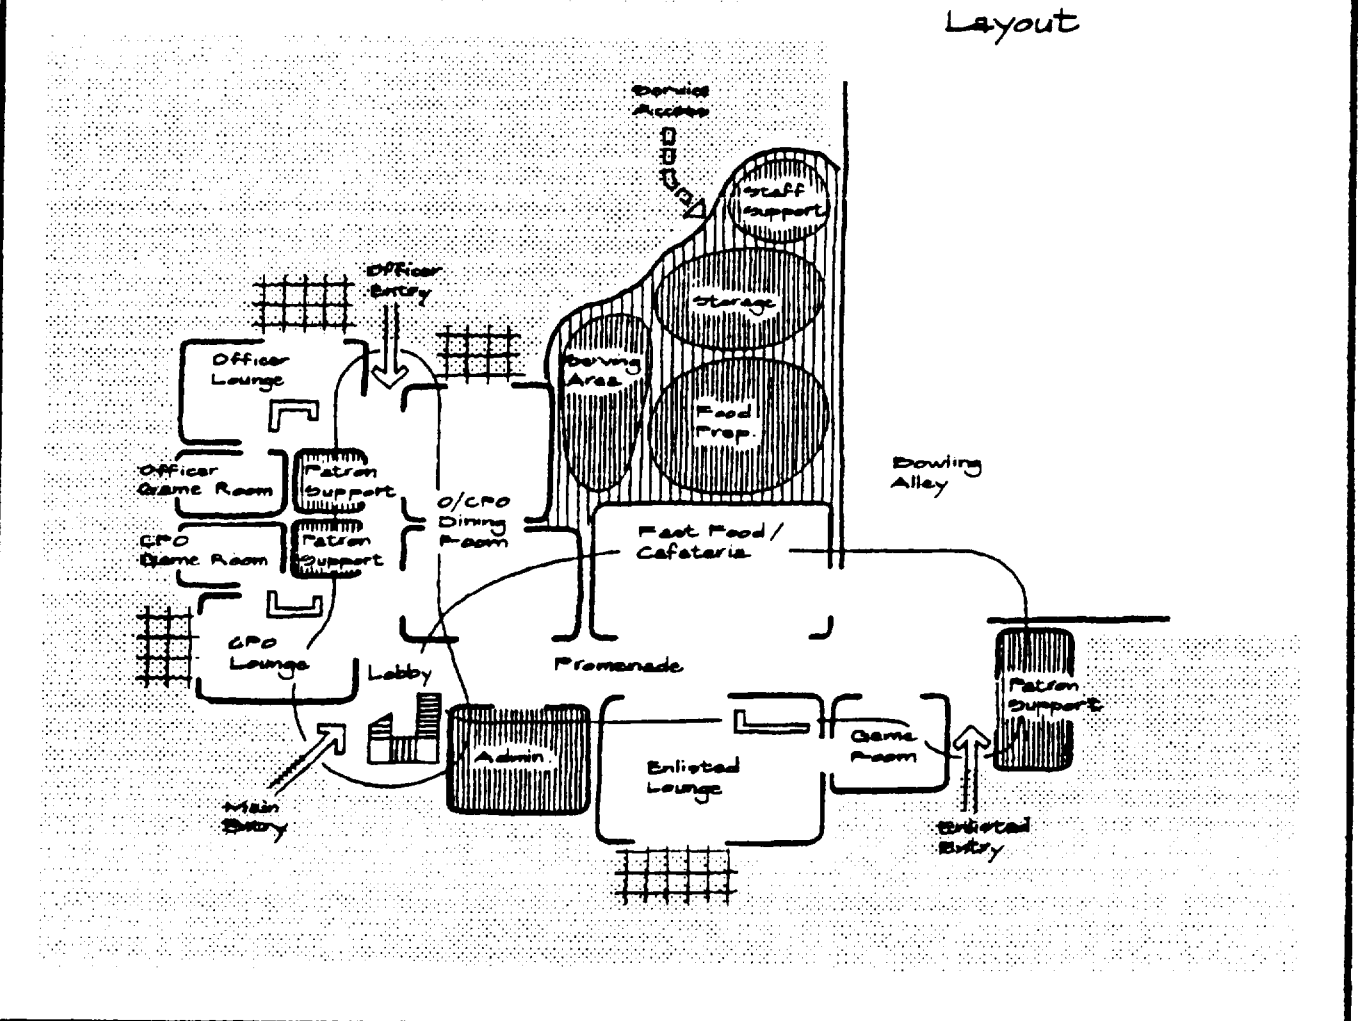 Layout
Service
Access
Staff
Support
Officer
Entry
Storage
Officer
Lounge
Serving
Area
Food
Prep.
Officer
Game Room
Patron
Support
O/CPO
Dining
Room
Bowling
Alley
CPO
Game Room
Patron
Support
Fast Food /
Cafeteria
CPO
Lounge
Lobby
Promenade
Patron
Support
Admin.
Enlisted
Lounge
Game
Room
Main
Entry
Enlisted
Entry